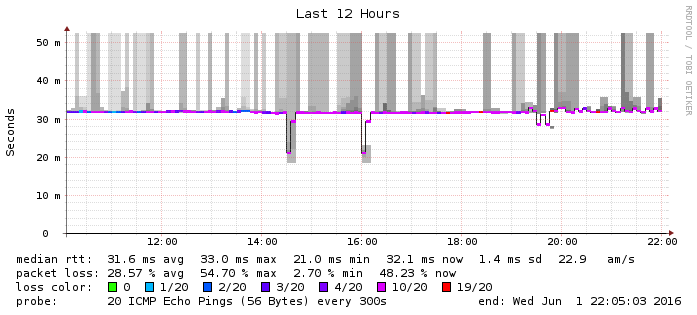 Last 12 Hours
RRDTOOL / TOBI OETIKER
Seconds
50 m
40 m
30 m
20 m
10 m
0
12:00 14:00 16:00 18:00 20:00 22:00
median rtt: 31.6 ms avg 33.0 ms max 21.0 ms min 32.1 ms now 1.4 ms sd 22.9 am/s
packet loss: 28.57 % avg 54.70 % max 2.70 % min 48.23 % now
loss color: 0 1/20 2/20 3/20 4/20 10/20 19/20
probe: 20 ICMP Echo Pings (56 Bytes) every 300s end: Wed Jun 1 22:05:03 2016